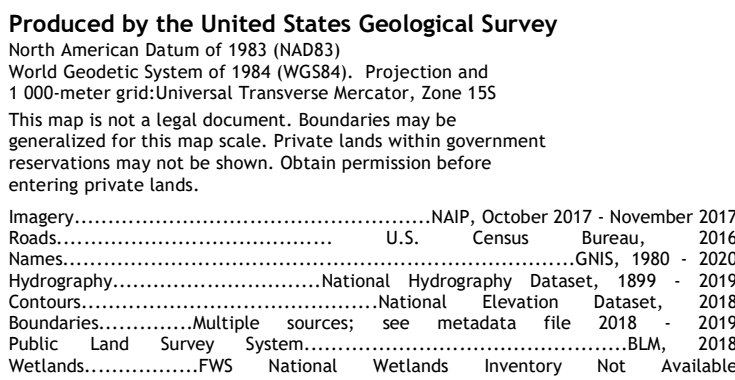 Produced by the United States Geological Survey
North American Datum of 1983 (NAD83)
World Geodetic System of 1984 (WGS84). Projection and
1 000-meter grid:Universal Transverse Mercator, Zone 15S
This map is not a legal document. Boundaries may be
generalized for this map scale. Private lands within government
reservations may not be shown. Obtain permission before
entering private lands.
Imagery............................................NAIP, October 2017 - November 2017
Roads.................................. U.S. Census Bureau, 2016
Names...............................................................GNIS, 1980 - 2020
Hydrography..........................National Hydrography Dataset, 1899 - 2019
Contours.....................................National Elevation Dataset, 2018
Boundaries.............Multiple sources; see metadata file 2018 - 2019
Public Land Survey System........................................BLM, 2018
Wetlands..............FWS National Wetlands Inventory Not Available